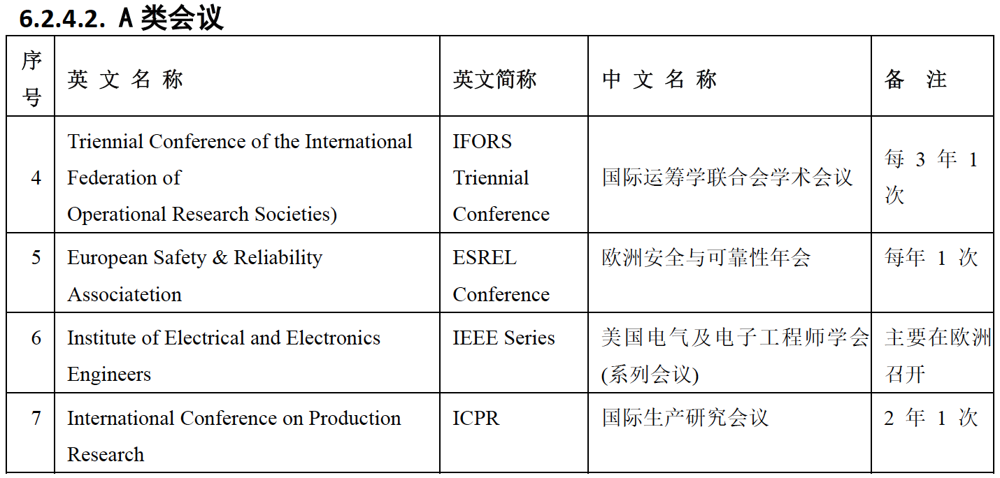 6.2.4.2. A 类会议
序号 英文名称 英文简称 中文名称 备 注
4 Triennial Conference of the International Federation of Operational Research Societies) IFORS Triennial Conference 国际运筹学联合会学术会议 每 3 年 1 次
5 European Safety & Reliability Associatetion ESREL Conference 欧洲安全与可靠性年会 每年 1 次
6 Institute of Electrical and Electronics Engineers IEEE Series 美国电气及电子工程师学会(系列会议) 主要在欧洲召开
7 International Conference on Production Research ICPR 国际生产研究会议 2 年 1 次